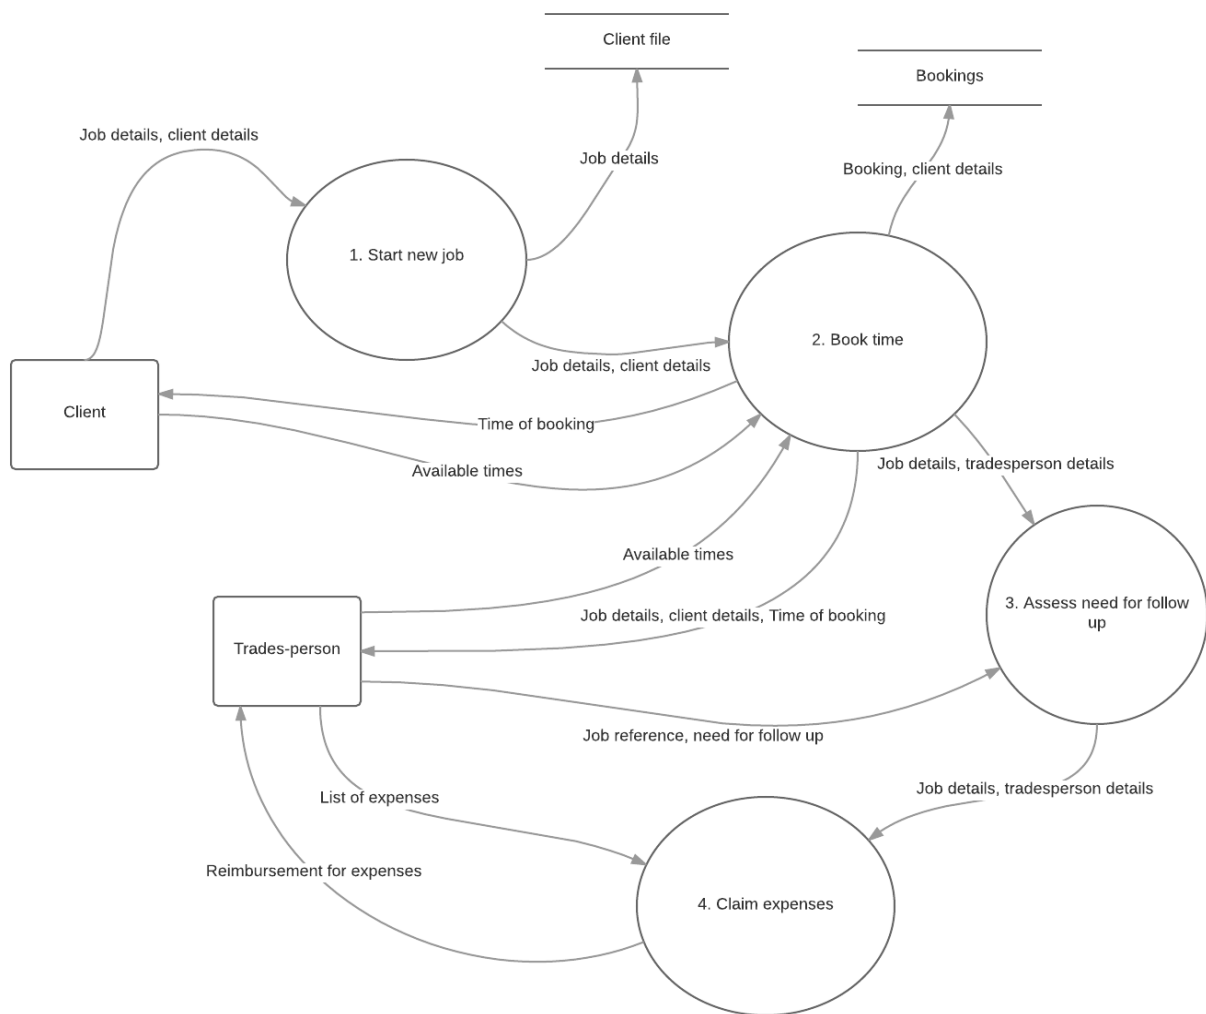 Client file
Bookings
Job details, client details
Job details
Booking, client details
1. Start new job
2. Book time
Job details, client details
Client
Time of booking
Available times
Job details, tradesperson details
Available times
3. Assess need for follow
up
Job details, client details, Time of booking
Trades-person
Job reference, need for follow up
Job details, tradesperson details
List of expenses
Reimbursement for expenses
4. Claim expenses